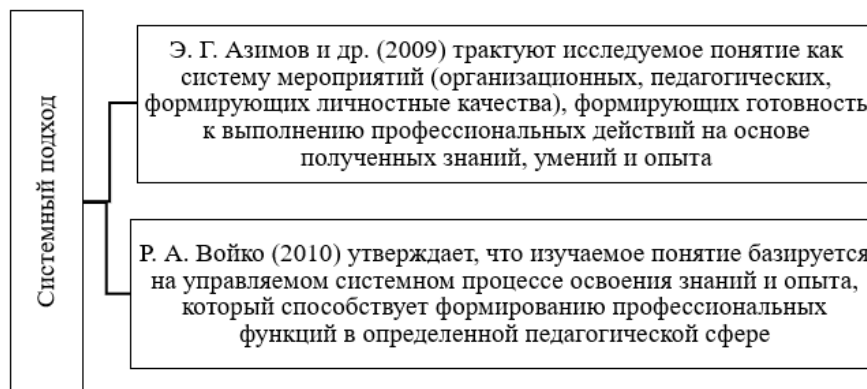 Системный подход
Э. Г. Азимов и др. (2009) трактуют исследуемое понятие как
систему мероприятий (организационных, педагогических,
формирующих личностные качества), формирующих готовность
к выполнению профессиональных действий на основе
полученных знаний, умений и опыта
Р. А. Войко (2010) утверждает, что изучаемое понятие базируется
на управляемом системном процессе освоения знаний и опыта,
который способствует формированию профессиональных
функций в определенной педагогической сфере